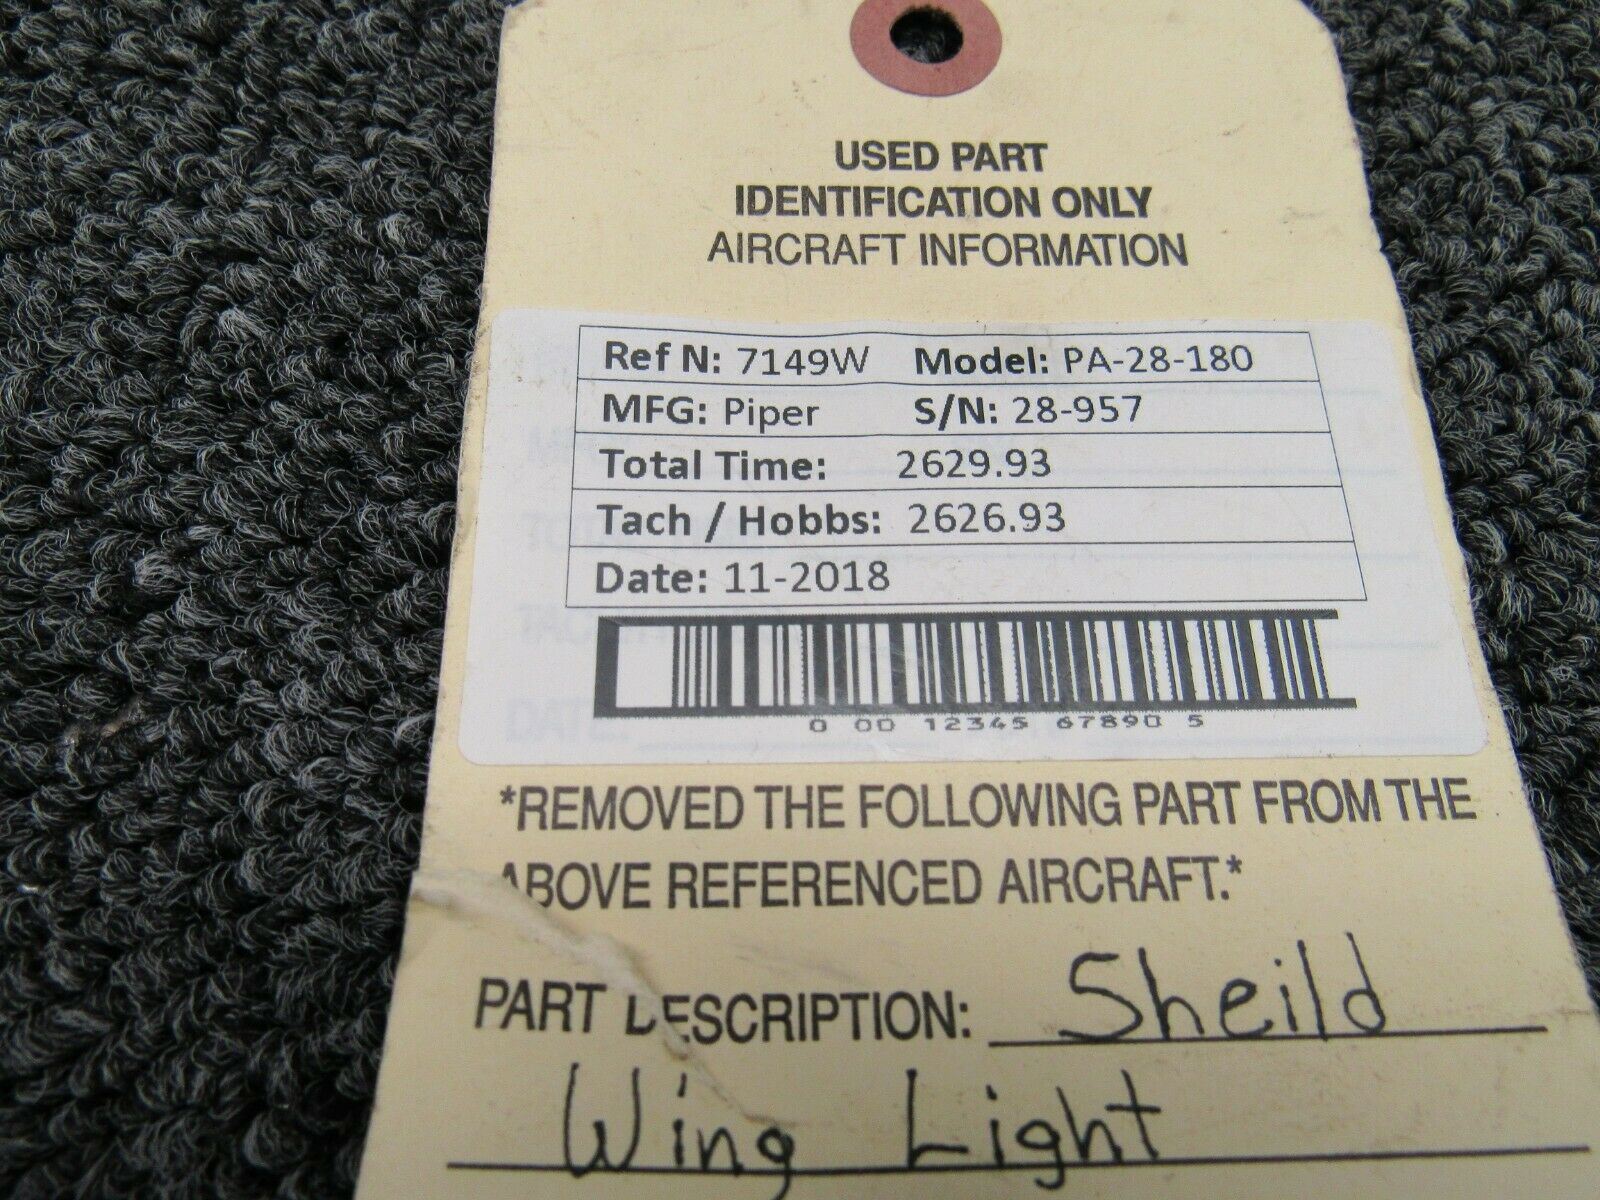 USED PART
IDENTIFICATION ONLY
AIRCRAFT INFORMATION
Ref N: 7149W Model: PA-28-180
MFG: Piper S/N: 28-957
Total Time: 2629.93
Tach / Hobbs: 2626.93
Date: 11-2018
0 00 12345 67890 5
DATE:
*REMOVED THE FOLLOWING PART FROM THE
ABOVE REFERENCED AIRCRAFT.*
PART DESCRIPTION: Sheild
Wing Light